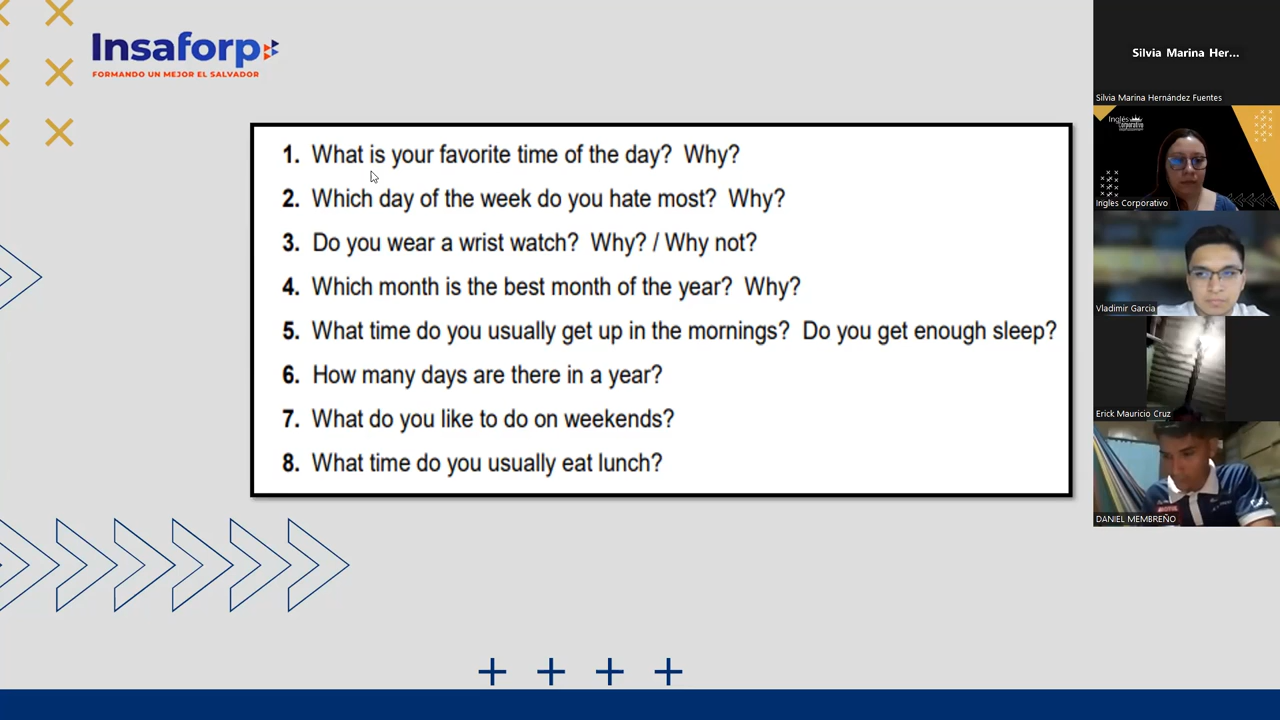 Insaforp
FORMANDO UN MEJOR EL SALVADOR
1. What is your favorite time of the day? Why?
2. Which day of the week do you hate most? Why?
3. Do you wear a wrist watch? Why? / Why not?
4. Which month is the best month of the year? Why?
5. What time do you usually get up in the mornings? Do you get enough sleep?
6. How many days are there in a year?
7. What do you like to do on weekends?
8. What time do you usually eat lunch?
Silvia Marina Her...
Silvia Marina Hernández Fuentes
Inglés
Corporativo
Ingles Corporativo
Vladimir Garcia
Erick Mauricio Cruz
DANIEL MEMBREÑO